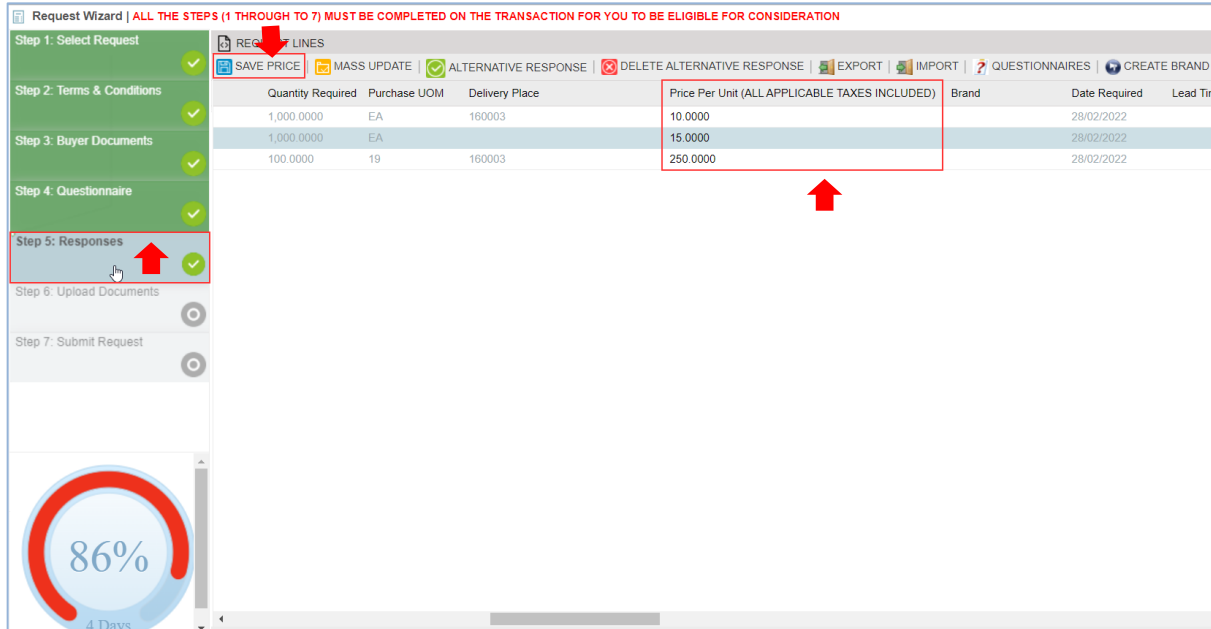 Request Wizard | ALL THE STEPS (1 THROUGH TO 7) MUST BE COMPLETED ON THE TRANSACTION FOR YOU TO BE ELIGIBLE FOR CONSIDERATION
Step 1: Select Request
Step 2: Terms & Conditions
Step 3: Buyer Documents
Step 4: Questionnaire
Step 5: Responses
Step 6: Upload Documents
Step 7: Submit Request
86%
4 Days
LINES
SAVE PRICE | MASS UPDATE | ALTERNATIVE RESPONSE | DELETE ALTERNATIVE RESPONSE | EXPORT | IMPORT | QUESTIONNAIRES | CREATE BRAND
Quantity Required Purchase UOM Delivery Place Price Per Unit (ALL APPLICABLE TAXES INCLUDED) Brand Date Required Lead
1,000.0000 EA 160003 10.0000 28/02/2022
1,000.0000 EA 15.0000 28/02/2022
100.0000 19 160003 250.0000 28/02/2022